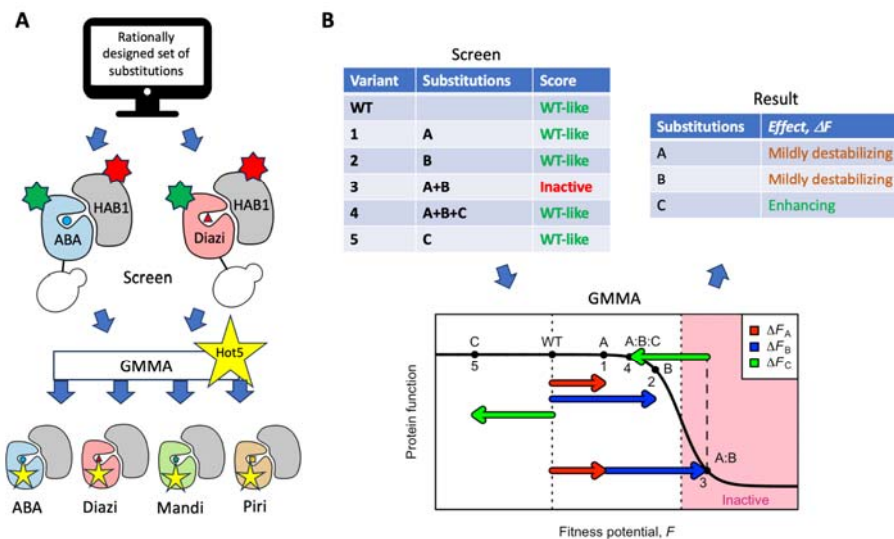 A
Rationally
designed set of
substitutions
HAB1
ABA
HAB1
Diazi
Screen
GMMA
Hot5
ABA Diazi Mandi Piri
B
Screen
Variant Substitutions Score
WT WT-like
1 A WT-like
2 B WT-like
3 A+B Inactive
4 A+B+C WT-like
5 C WT-like
Result
Substitutions Effect, ΔF
A Mildly destabilizing
B Mildly destabilizing
C Enhancing
GMMA
C WT A A:B:C
5 1 4 B
2
A:B
3
Inactive
ΔFA
ΔFB
ΔFC
Protein function
Fitness potential, F